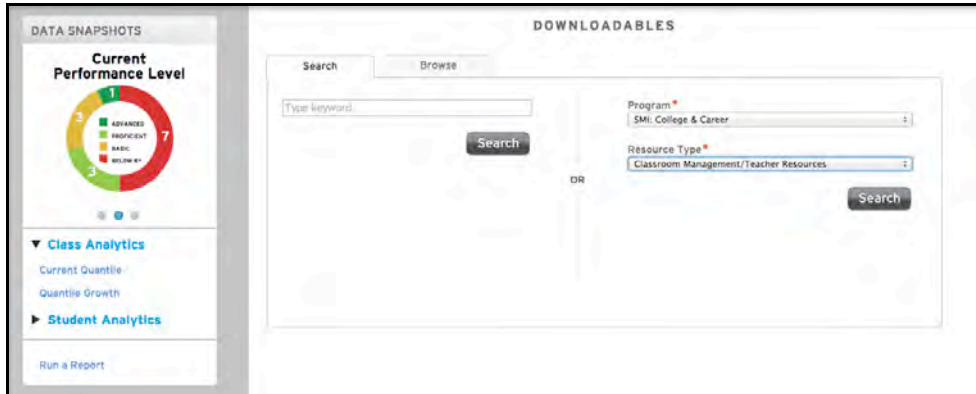 DATA SNAPSHOTS
Current
Performance Level
1
3
7
3
ADVANCED
PROFICIENT
BASIC
BELOW K*
Class Analytics
Current Quantile
Quantile Growth
Student Analytics
Run a Report
DOWNLOADABLES
Search
Browse
Type keyword
Search
OR
Program*
SMI: College & Career
Resource Type*
Classroom Management/Teacher Resources
Search